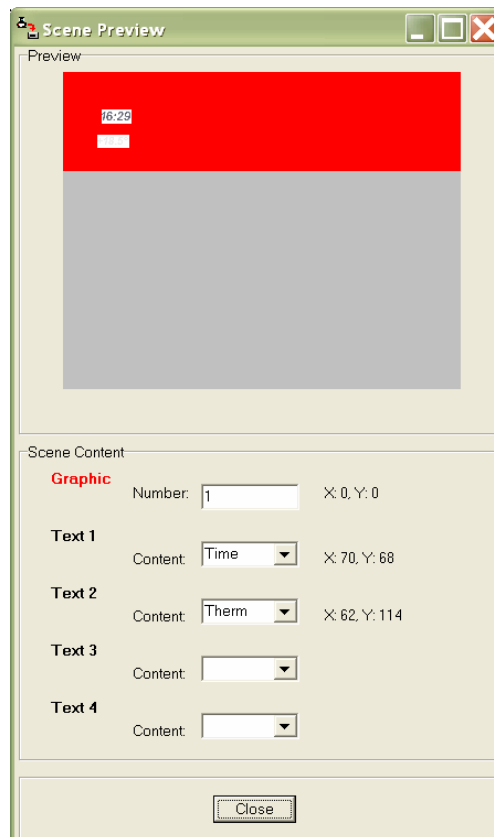 Scene Preview
Preview
16:29
Scene Content
Graphic
Number: 1 X: 0, Y: 0
Text 1
Content: Time X: 70, Y: 68
Text 2
Content: Therm X: 62, Y: 114
Text 3
Content:
Text 4
Content:
Close